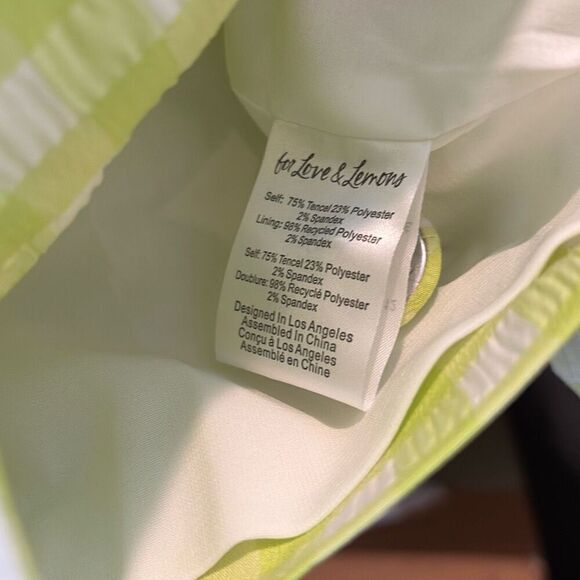 for Love & Lemons
Self: 75% Tencel 23% Polyester
2% Spandex
Lining: 98% Recycled Polyester
2% Spandex
Self: 75% Tencel 23% Polyester
2% Spandex
Doublure: 98% Recyclé Polyester
2% Spandex
Designed In Los Angeles
Assembled In China
Conçu à Los Angeles
Assemblé en Chine